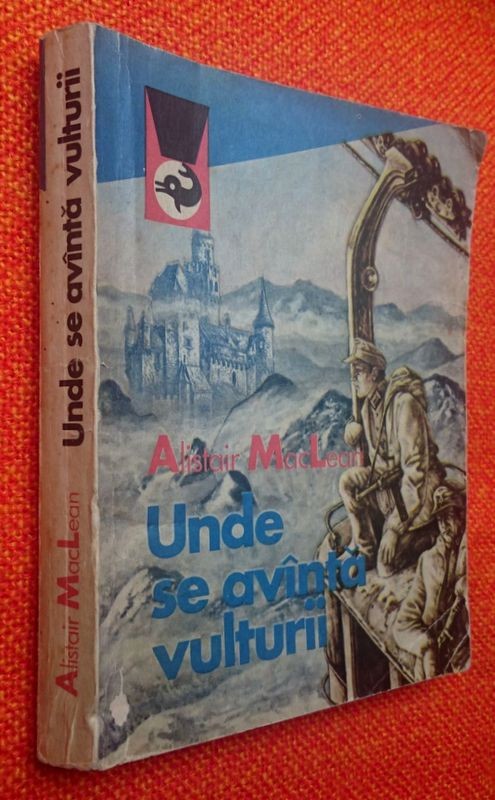 Alistair MacLean
Unde se avîntă vulturii
Alistair MacLean
Unde
se avîntă
vulturii